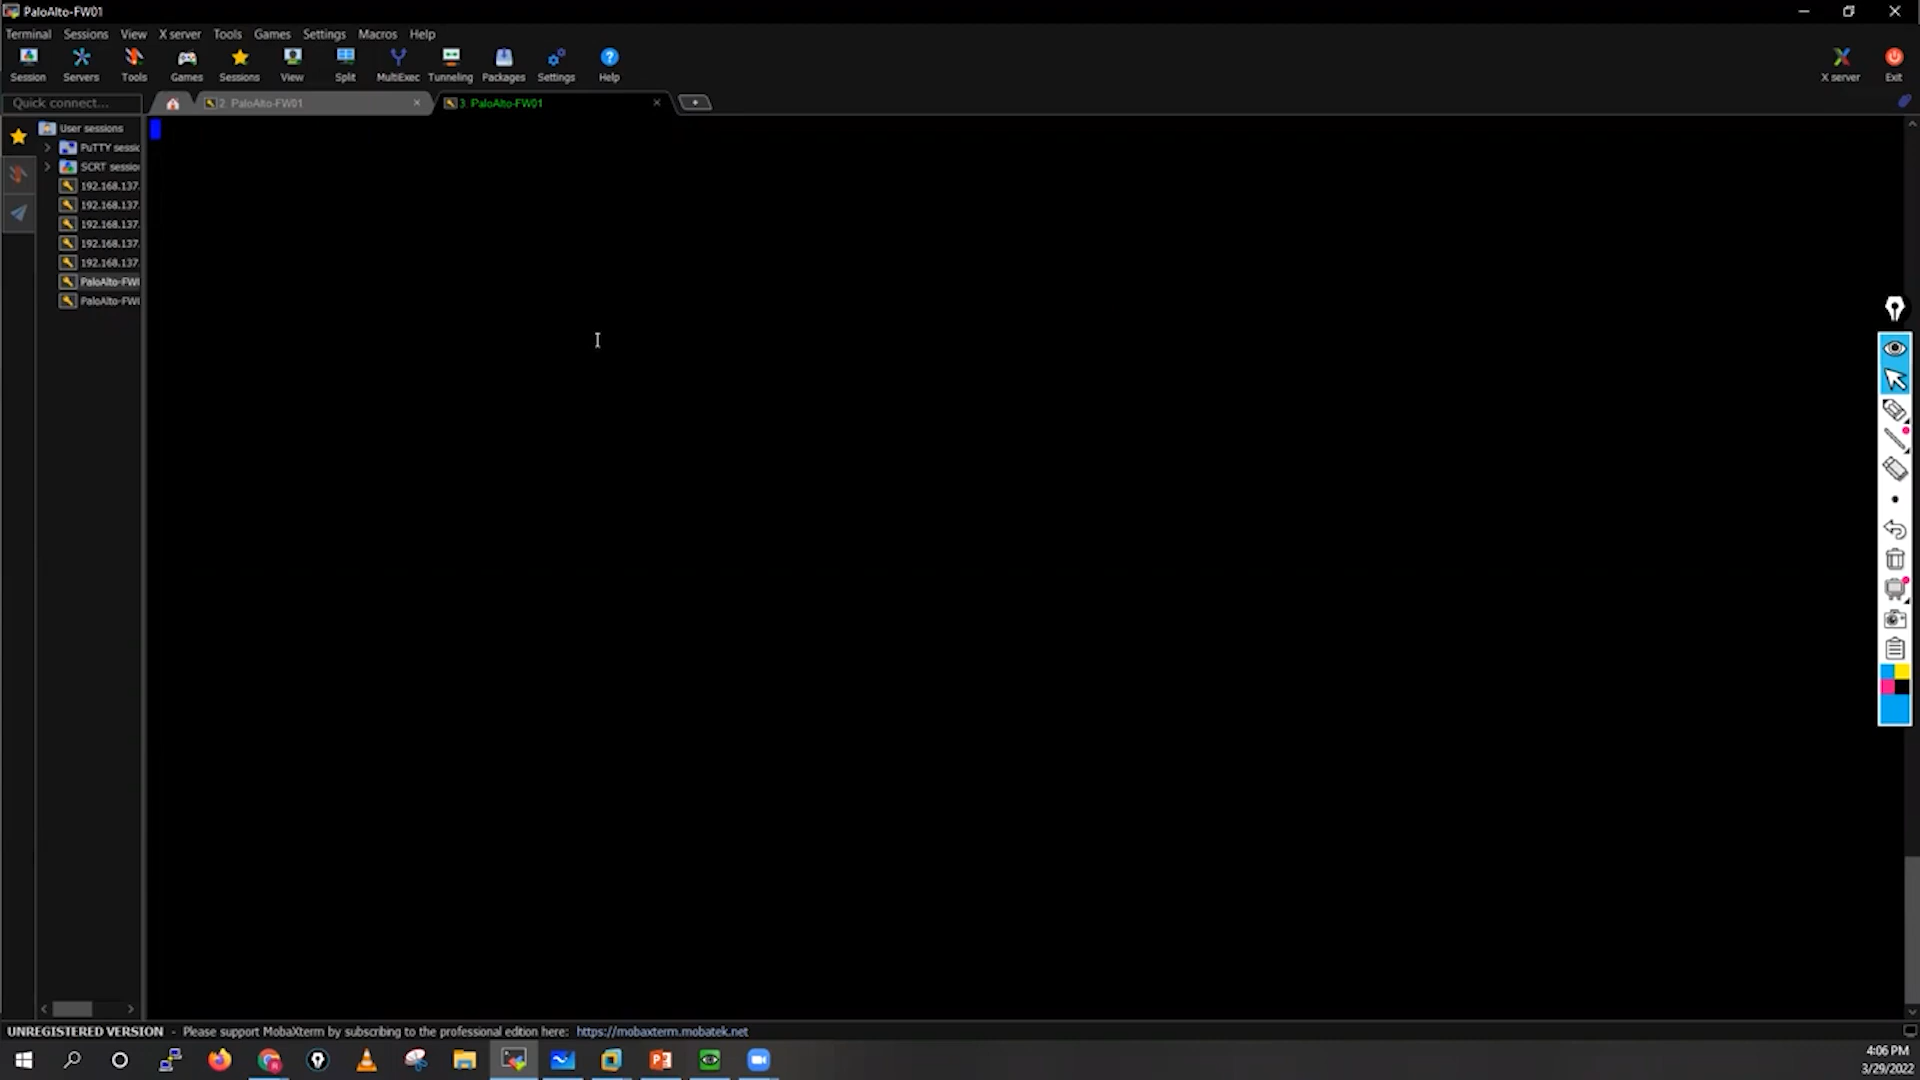 PaloAlto-FW01
Terminal Sessions View X server Tools Games Settings Macros Help
Session Servers Tools Games Sessions View Split MultiExec Tunneling Packages Settings Help X server Exit
Quick connect...
2. PaloAlto-FW01
3. PaloAlto-FW01
User sessions
PuTTY sessio
SCRT sessio
192.168.137.
192.168.137.
192.168.137.
192.168.137.
192.168.137.
PaloAlto-FW0
PaloAlto-FW0
UNREGISTERED VERSION - Please support MobaXterm by subscribing to the professional edition here: https://mobaxterm.mobatek.net
4:06 PM
3/29/2022